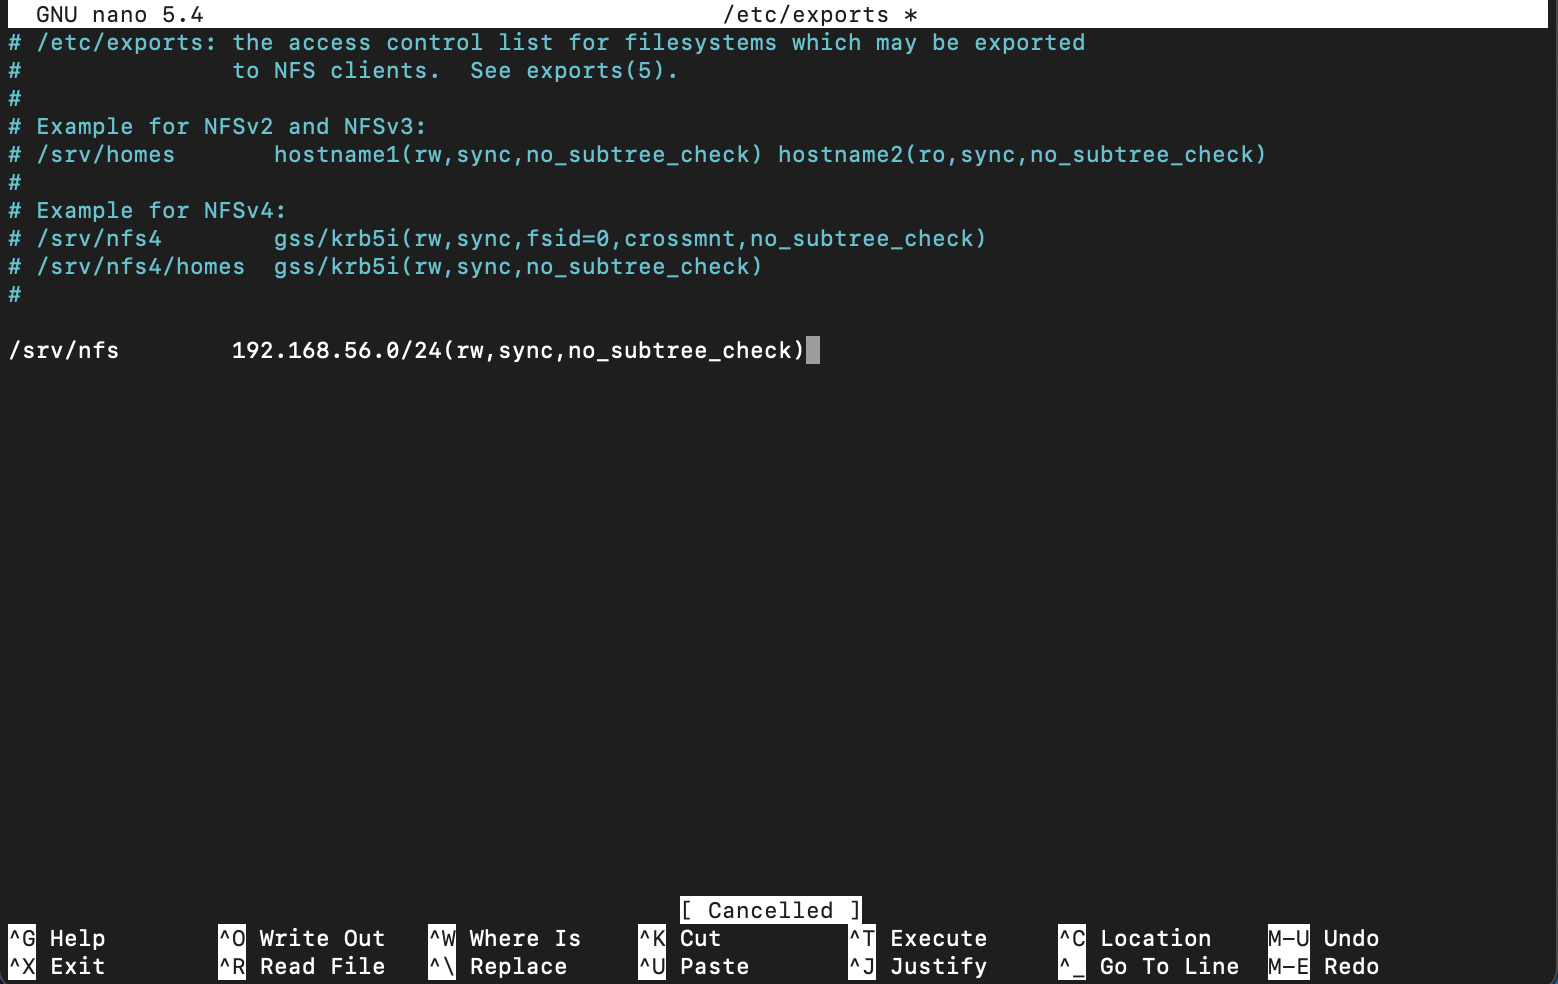 GNU nano 5.4 /etc/exports *
# /etc/exports: the access control list for filesystems which may be exported
# to NFS clients.  See exports(5).
#
# Example for NFSv2 and NFSv3:
# /srv/homes       hostname1(rw,sync,no_subtree_check) hostname2(ro,sync,no_subtree_check)
#
# Example for NFSv4:
# /srv/nfs4        gss/krb5i(rw,sync,fsid=0,crossmnt,no_subtree_check)
# /srv/nfs4/homes  gss/krb5i(rw,sync,no_subtree_check)
#
/srv/nfs        192.168.56.0/24(rw,sync,no_subtree_check)
[ Cancelled ]
^G Help ^O Write Out ^W Where Is ^K Cut ^T Execute ^C Location M-U Undo
^X Exit ^R Read File ^\ Replace ^U Paste ^J Justify ^_ Go To Line M-E Redo